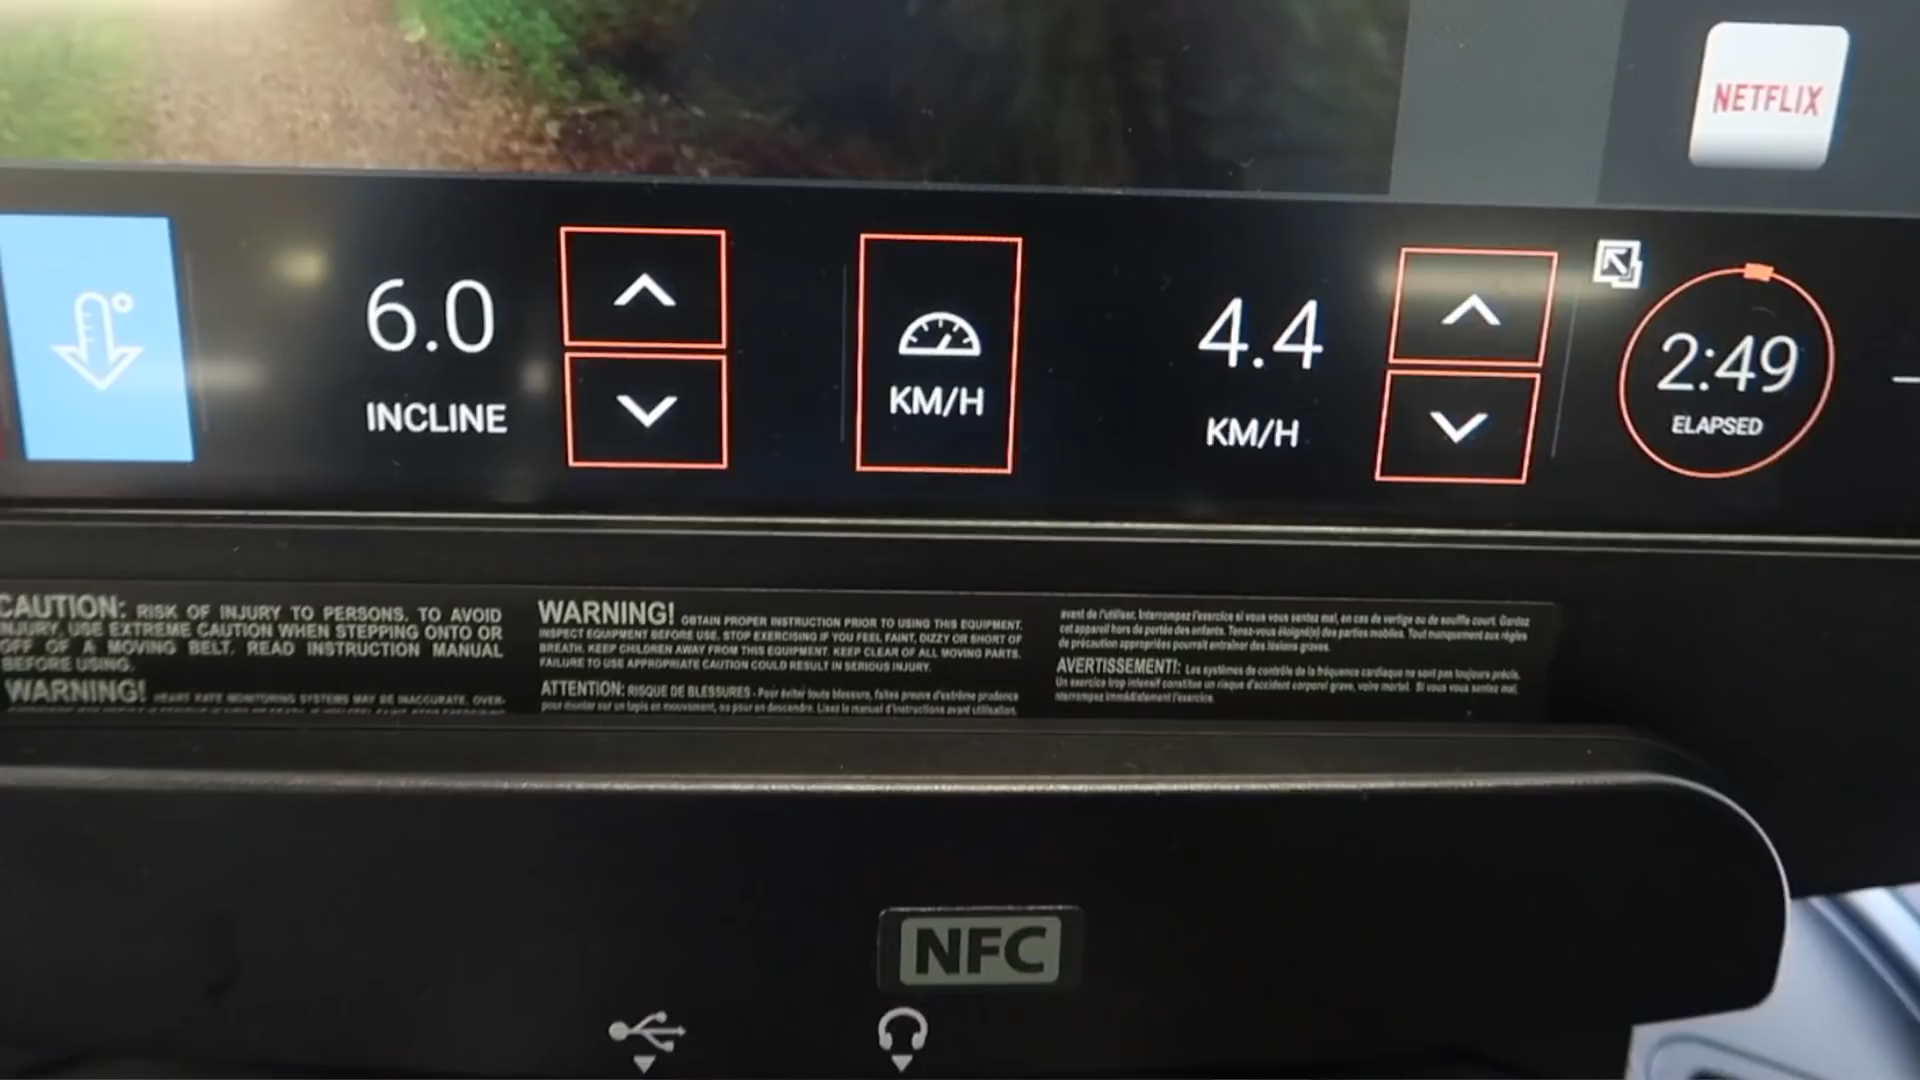 NETFLIX
6.0
INCLINE
KM/H
4.4
KM/H
2:49
ELAPSED
CAUTION: RISK OF INJURY TO PERSONS. TO AVOID
INJURY, USE EXTREME CAUTION WHEN STEPPING ONTO OR
OFF OF A MOVING BELT. READ INSTRUCTION MANUAL
BEFORE USING.
WARNING! HEART RATE MONITORING SYSTEMS MAY BE INACCURATE. OVER-
WARNING! OBTAIN PROPER INSTRUCTION PRIOR TO USING THIS EQUIPMENT.
INSPECT EQUIPMENT BEFORE USE. STOP EXERCISING IF YOU FEEL FAINT, DIZZY OR SHORT OF
BREATH. KEEP CHILDREN AWAY FROM THIS EQUIPMENT. KEEP CLEAR OF ALL MOVING PARTS.
FAILURE TO USE APPROPRIATE CAUTION COULD RESULT IN SERIOUS INJURY.
ATTENTION: RISQUE DE BLESSURES - Pour éviter toute blessure, faites preuve d'extrême prudence
pour monter sur un tapis en mouvement, ou pour en descendre. Lisez le manuel d'instructions avant utilisation.
avant de l'utiliser. Interrompez l'exercice si vous vous sentez mal, en cas de vertige ou de souffle court. Gardez
cet appareil hors de portée des enfants. Tenez-vous éloigné(e) des parties mobiles. Tout manquement aux règles
de précaution appropriées pourrait entraîner des lésions graves.
AVERTISSEMENT!: Les systèmes de contrôle de la fréquence cardiaque ne sont pas toujours précis.
Un exercice trop intensif constitue un risque d'accident corporel grave, voire mortel. Si vous vous sentez mal,
interrompez immédiatement l'exercice.
NFC